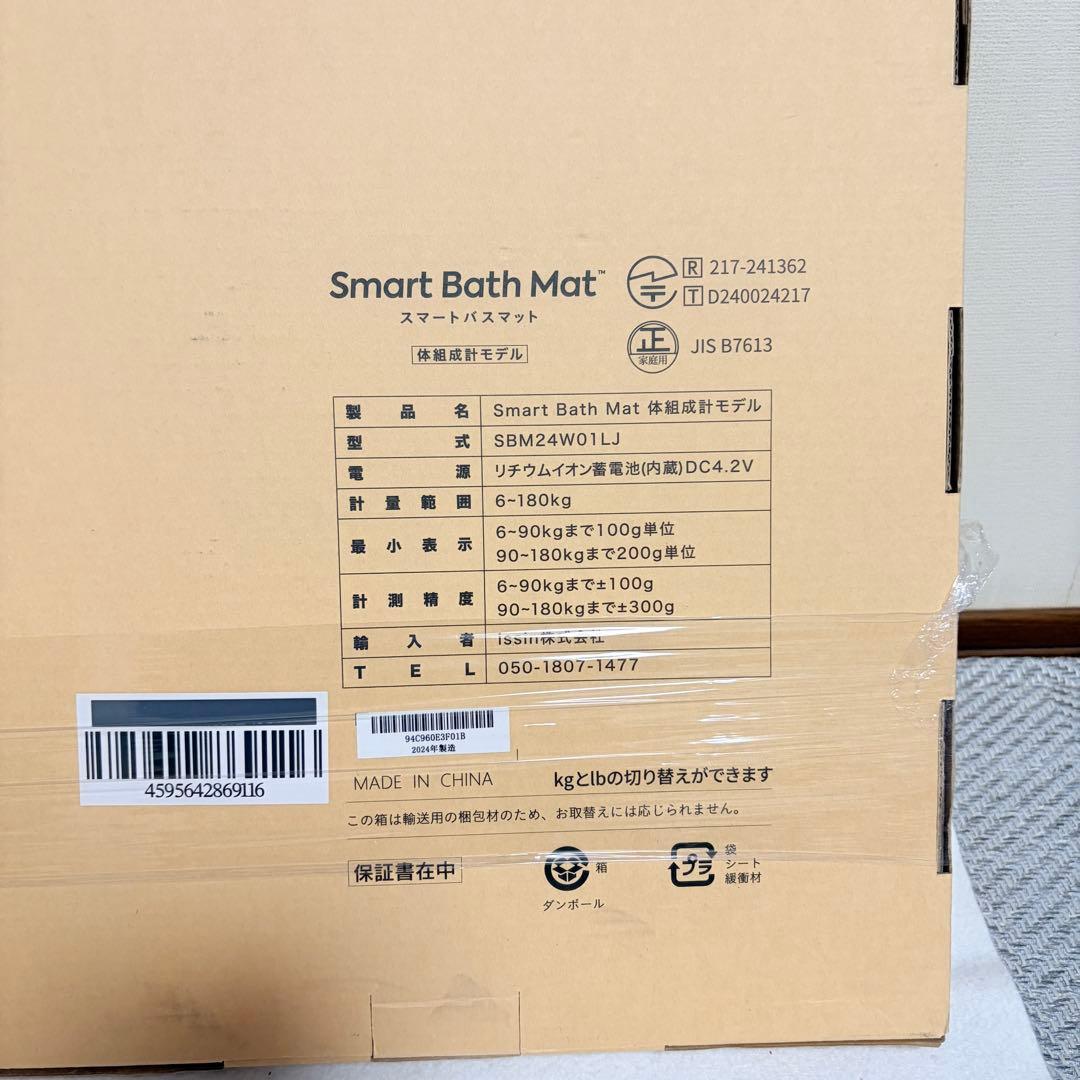 Smart Bath Mat™
スマートバスマット
体組成計モデル
R 217-241362
T D240024217
正
家庭用
JIS B7613
製品名 Smart Bath Mat 体組成計モデル
型式 SBM24W01LJ
電源 リチウムイオン蓄電池(内蔵)DC4.2V
計量範囲 6~180kg
最小表示 6~90kgまで100g単位
90~180kgまで200g単位
計測精度 6~90kgまで±100g
90~180kgまで±300g
輸入者 issin株式会社
TEL 050-1807-1477
4595642869116
94C960E3F01B
2024年製造
MADE IN CHINA
kgとlbの切り替えができます
この箱は輸送用の梱包材のため、お取替えには応じられません。
保証書在中
箱
ダンボール
プラ
袋
シート
緩衝材